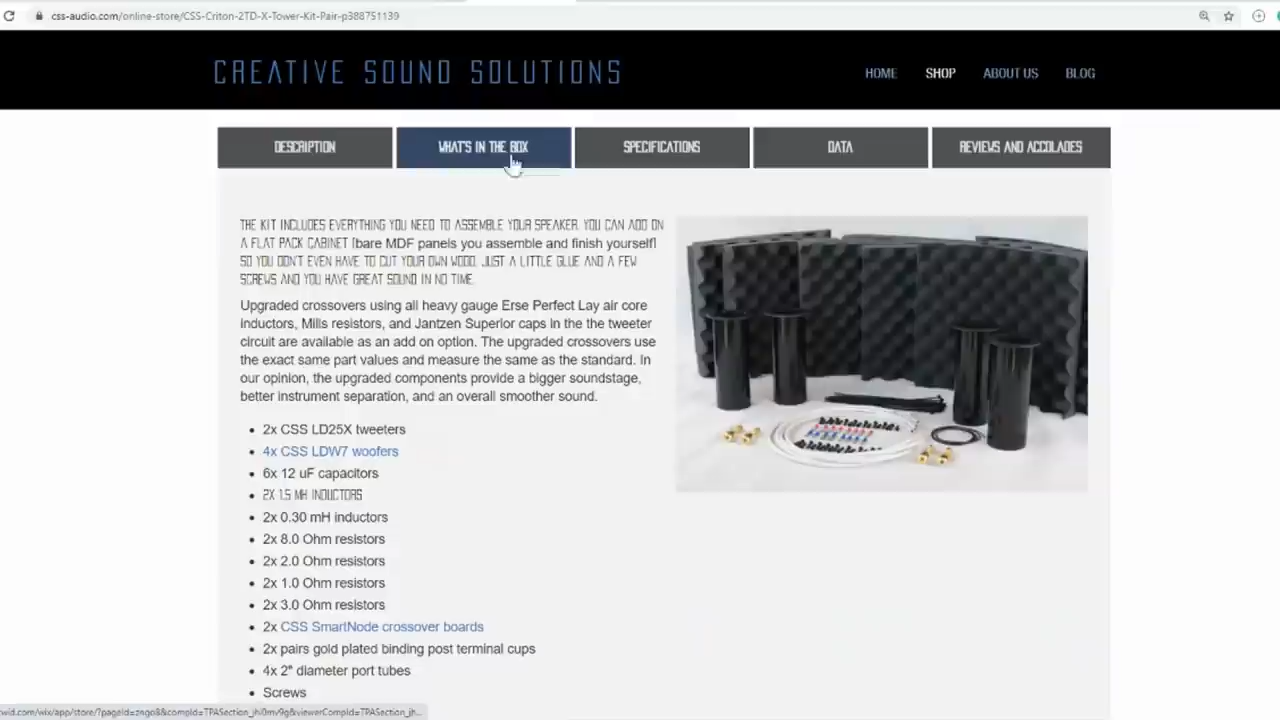 css-audio.com/online-store/CSS-Criton-2TD-X-Tower-Kit-Pair-p388751139
CREATIVE SOUND SOLUTIONS
HOME SHOP ABOUT US BLOG
DESCRIPTION WHAT'S IN THE BOX SPECIFICATIONS DATA REVIEWS AND ACCOLADES
THE KIT INCLUDES EVERYTHING YOU NEED TO ASSEMBLE YOUR SPEAKER. YOU CAN ADD ON
A FLAT PACK CABINET (bare MDF panels you assemble and finish yourself)
SO YOU DON'T EVEN HAVE TO CUT YOUR OWN WOOD. JUST A LITTLE GLUE AND A FEW
SCREWS AND YOU HAVE GREAT SOUND IN NO TIME.
Upgraded crossovers using all heavy gauge Erse Perfect Lay air core
inductors, Mills resistors, and Jantzen Superior caps in the the tweeter
circuit are available as an add on option. The upgraded crossovers use
the exact same part values and measure the same as the standard. In
our opinion, the upgraded components provide a bigger soundstage,
better instrument separation, and an overall smoother sound.
• 2x CSS LD25X tweeters
• 4x CSS LDW7 woofers
• 6x 12 uF capacitors
• 2X 1.5 MH INDUCTORS
• 2x 0.30 mH inductors
• 2x 8.0 Ohm resistors
• 2x 2.0 Ohm resistors
• 2x 1.0 Ohm resistors
• 2x 3.0 Ohm resistors
• 2x CSS SmartNode crossover boards
• 2x pairs gold plated binding post terminal cups
• 4x 2" diameter port tubes
• Screws